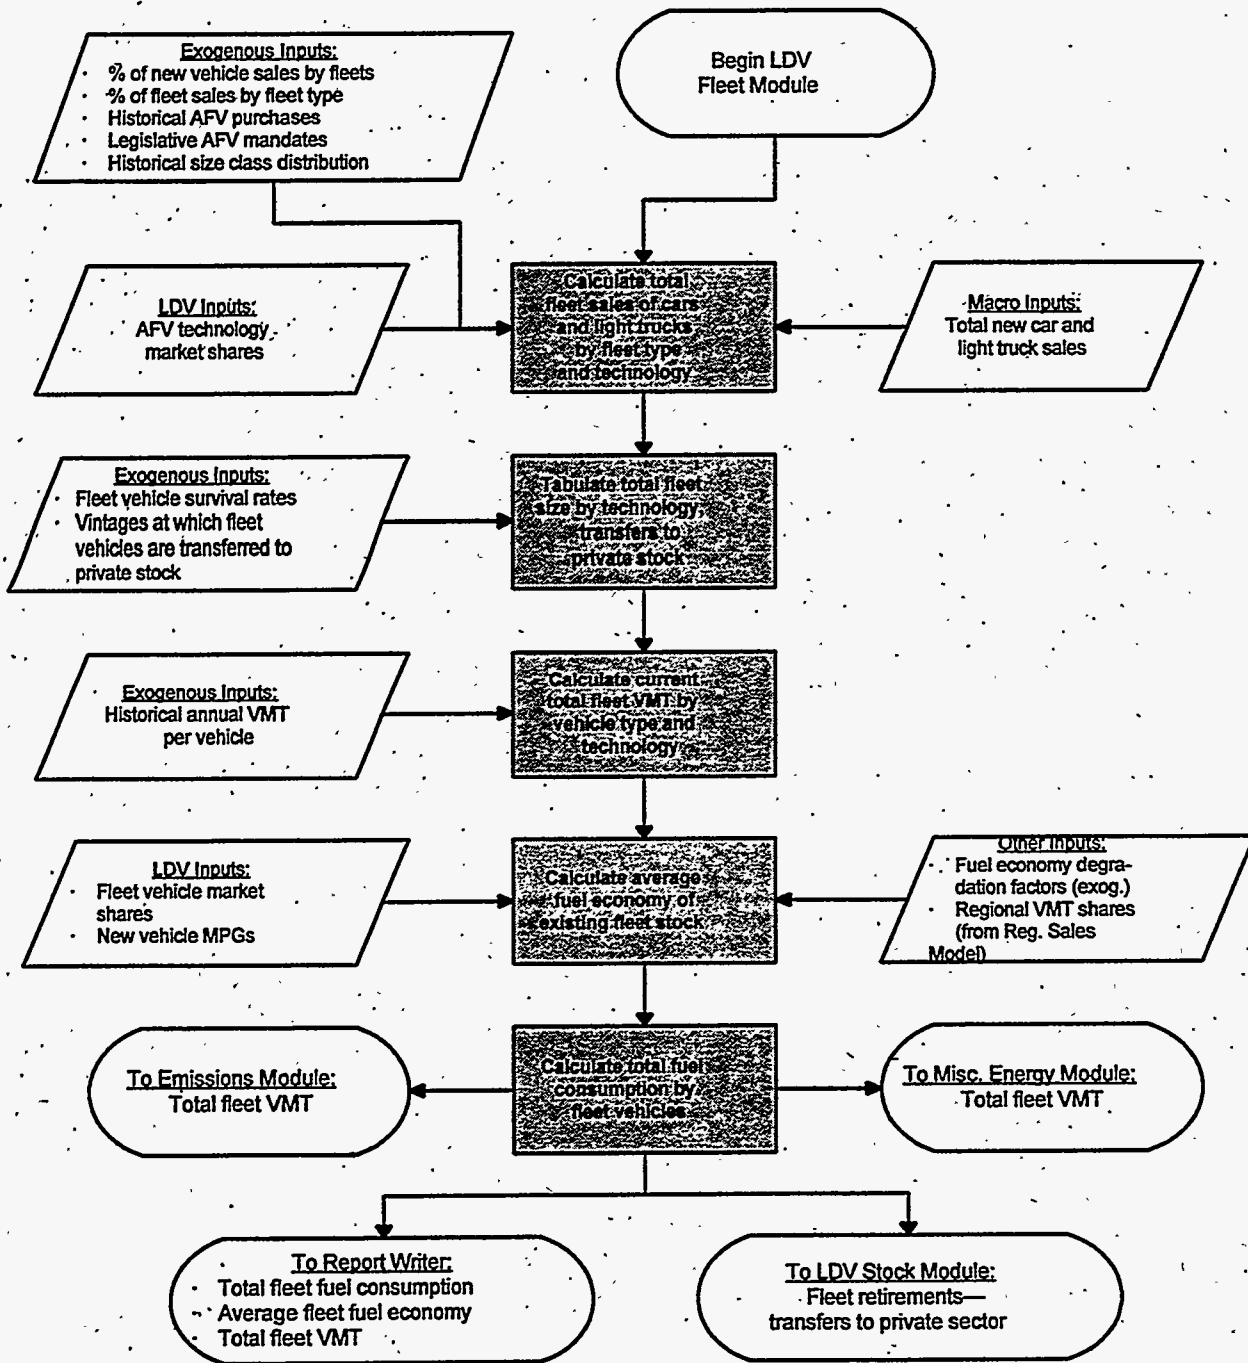 Exogenous Inputs:
· % of new vehicle sales by fleets
· % of fleet sales by fleet type
· Historical AFV purchases
· Legislative AFV mandates
· Historical size class distribution
Begin LDV
Fleet Module
LDV Inputs:
AFV technology
market shares
Calculate total
fleet sales of cars
and light trucks
by fleet type
and technology
Macro Inputs:
Total new car and
light truck sales
Exogenous Inputs:
· Fleet vehicle survival rates
· Vintages at which fleet
vehicles are transferred to
private stock
Tabulate total fleet
size by technology,
transfers to
private stock
Exogenous Inputs:
Historical annual VMT
per vehicle
Calculate current
total fleet VMT by
vehicle type and
technology
LDV Inputs:
· Fleet vehicle market
shares
· New vehicle MPGs
Calculate average
fuel economy of
existing fleet stock
Other Inputs:
· Fuel economy degra-
dation factors (exog.)
· Regional VMT shares
(from Reg. Sales
Model)
To Emissions Module:
Total fleet VMT
Calculate total fuel
consumption by
fleet vehicles
To Misc. Energy Module:
Total fleet VMT
To Report Writer:
· Total fleet fuel consumption
· Average fleet fuel economy
· Total fleet VMT
To LDV Stock Module:
Fleet retirements—
transfers to private sector